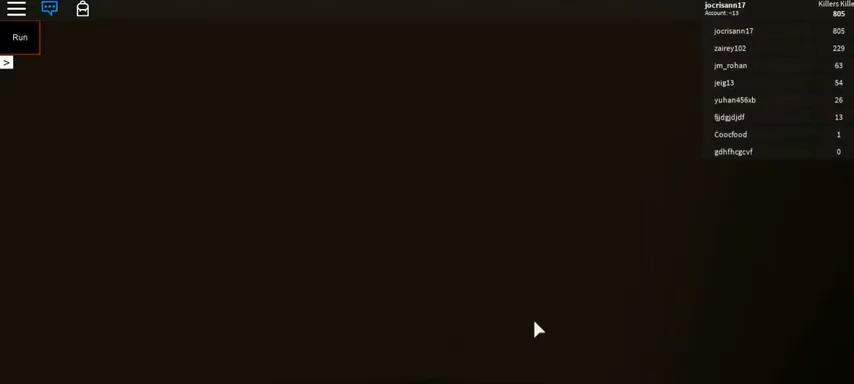 jocrisann17 Killers Kille
Account: <13 805
Run
jocrisann17 805
zairey102 229
>
jm_rohan 63
jeig13 54
yuhan456xb 26
fjjdgjdjdf 13
Coocfood 1
gdhfhcgcvf 0